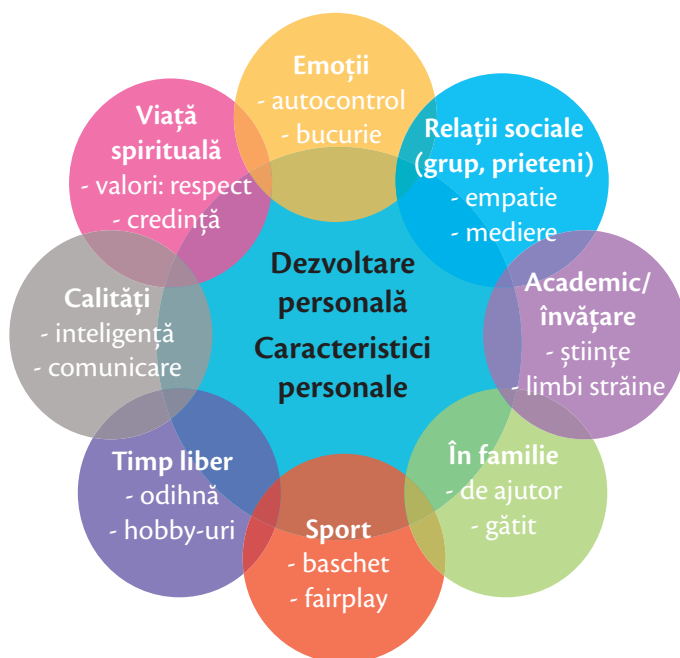 Emoții
- autocontrol
- bucurie
Relații sociale
(grup, prieteni)
- empatie
- mediere
Academic/
învățare
- științe
- limbi străine
În familie
- de ajutor
- gătit
Sport
- baschet
- fairplay
Timp liber
- odihnă
- hobby-uri
Calități
- inteligență
- comunicare
Viață
spirituală
- valori: respect
- credință
Dezvoltare
personală
Caracteristici
personale